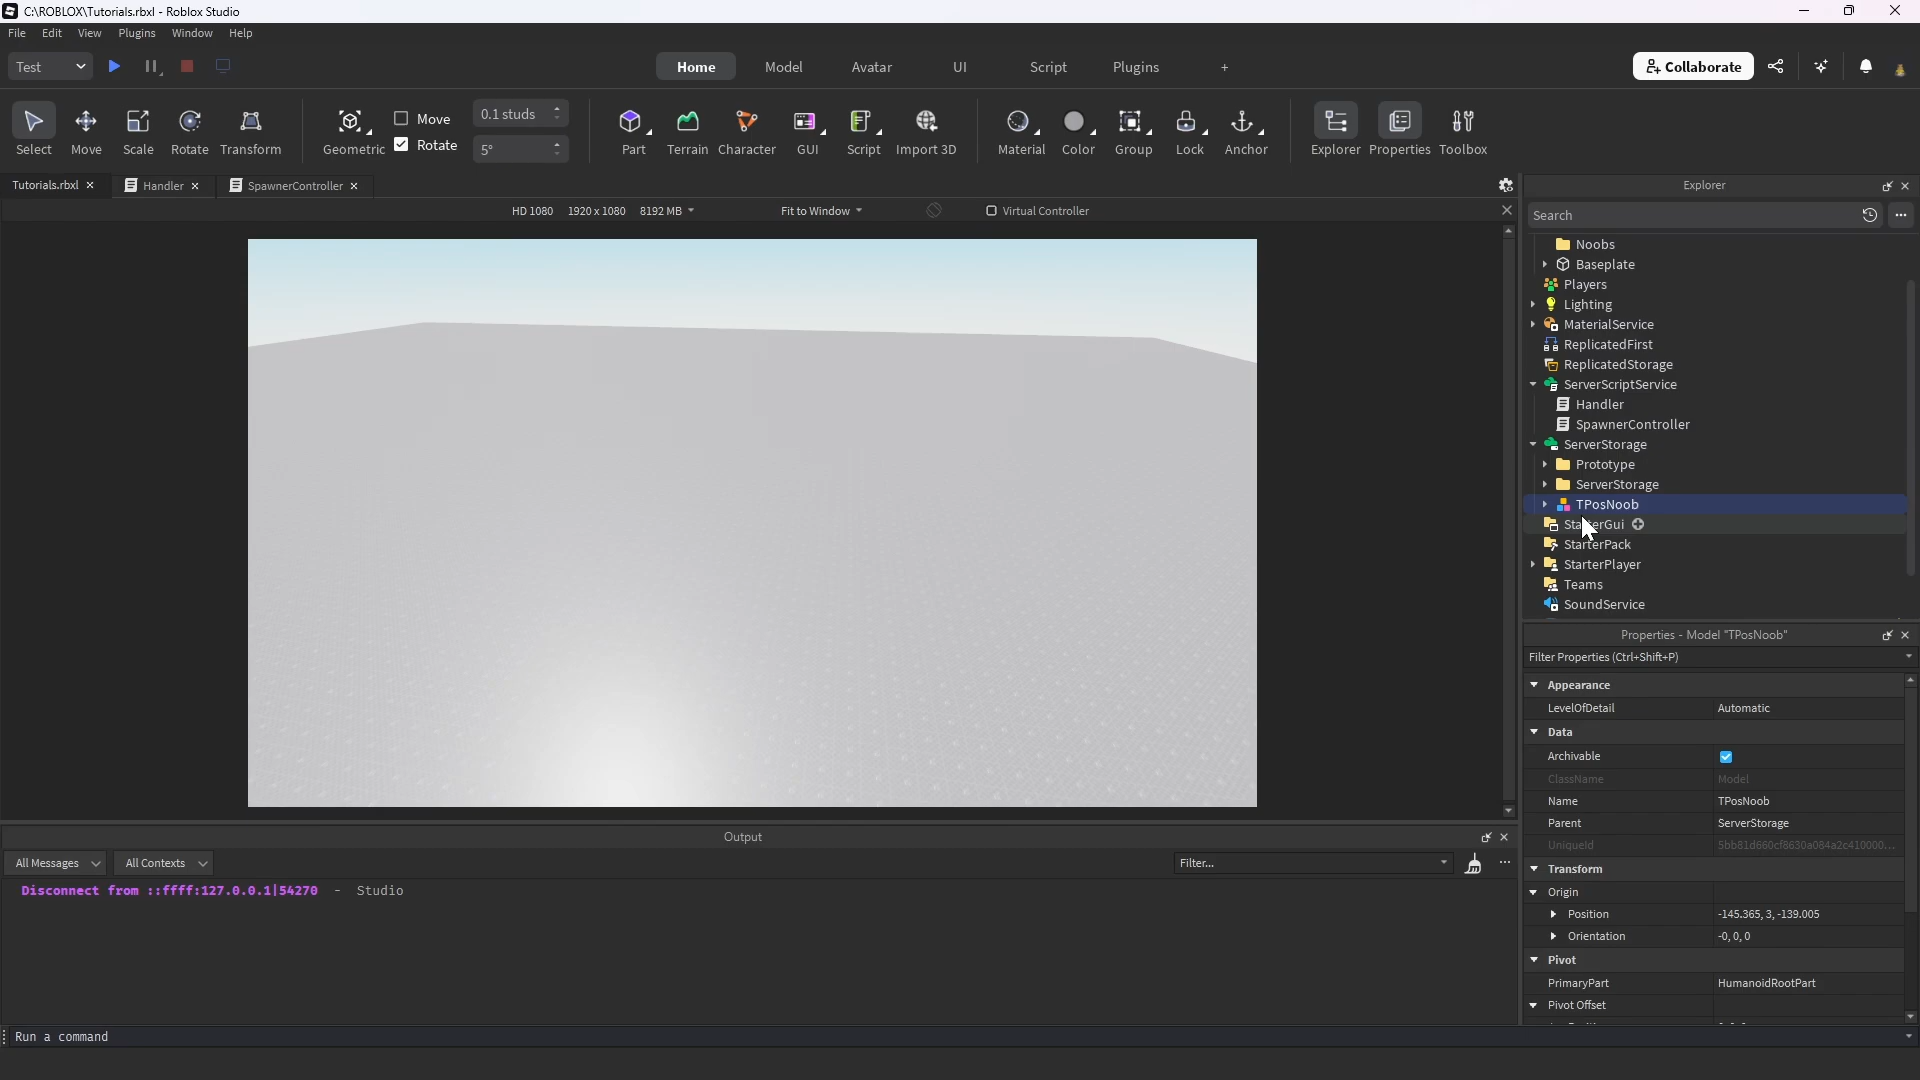 C:\ROBLOX\Tutorials.rbxl - Roblox Studio
File Edit View Plugins Window Help
Test Home Model Avatar UI Script Plugins + Collaborate
Move 0.1 studs
Rotate 5°
Select Move Scale Rotate Transform Geometric Part Terrain Character GUI Script Import 3D Material Color Group Lock Anchor Explorer Properties Toolbox
Tutorials.rbxl Handler SpawnerController
HD 1080 1920 x 1080 8192 MB Fit to Window Virtual Controller
Explorer
Search
Noobs
Baseplate
Players
Lighting
MaterialService
ReplicatedFirst
ReplicatedStorage
ServerScriptService
Handler
SpawnerController
ServerStorage
Prototype
ServerStorage
TPosNoob
StarterGui
StarterPack
StarterPlayer
Teams
SoundService
Properties - Model "TPosNoob"
Filter Properties (Ctrl+Shift+P)
Appearance
LevelOfDetail Automatic
Data
Archivable
ClassName Model
Name TPosNoob
Parent ServerStorage
UniqueId 5bb81d660cf8630a084a2c410000...
Transform
Origin
Position -145.365, 3, -139.005
Orientation -0, 0, 0
Pivot
PrimaryPart HumanoidRootPart
Pivot Offset
Output
All Messages All Contexts Filter...
Disconnect from ::ffff:127.0.0.1|54270 - Studio
Run a command